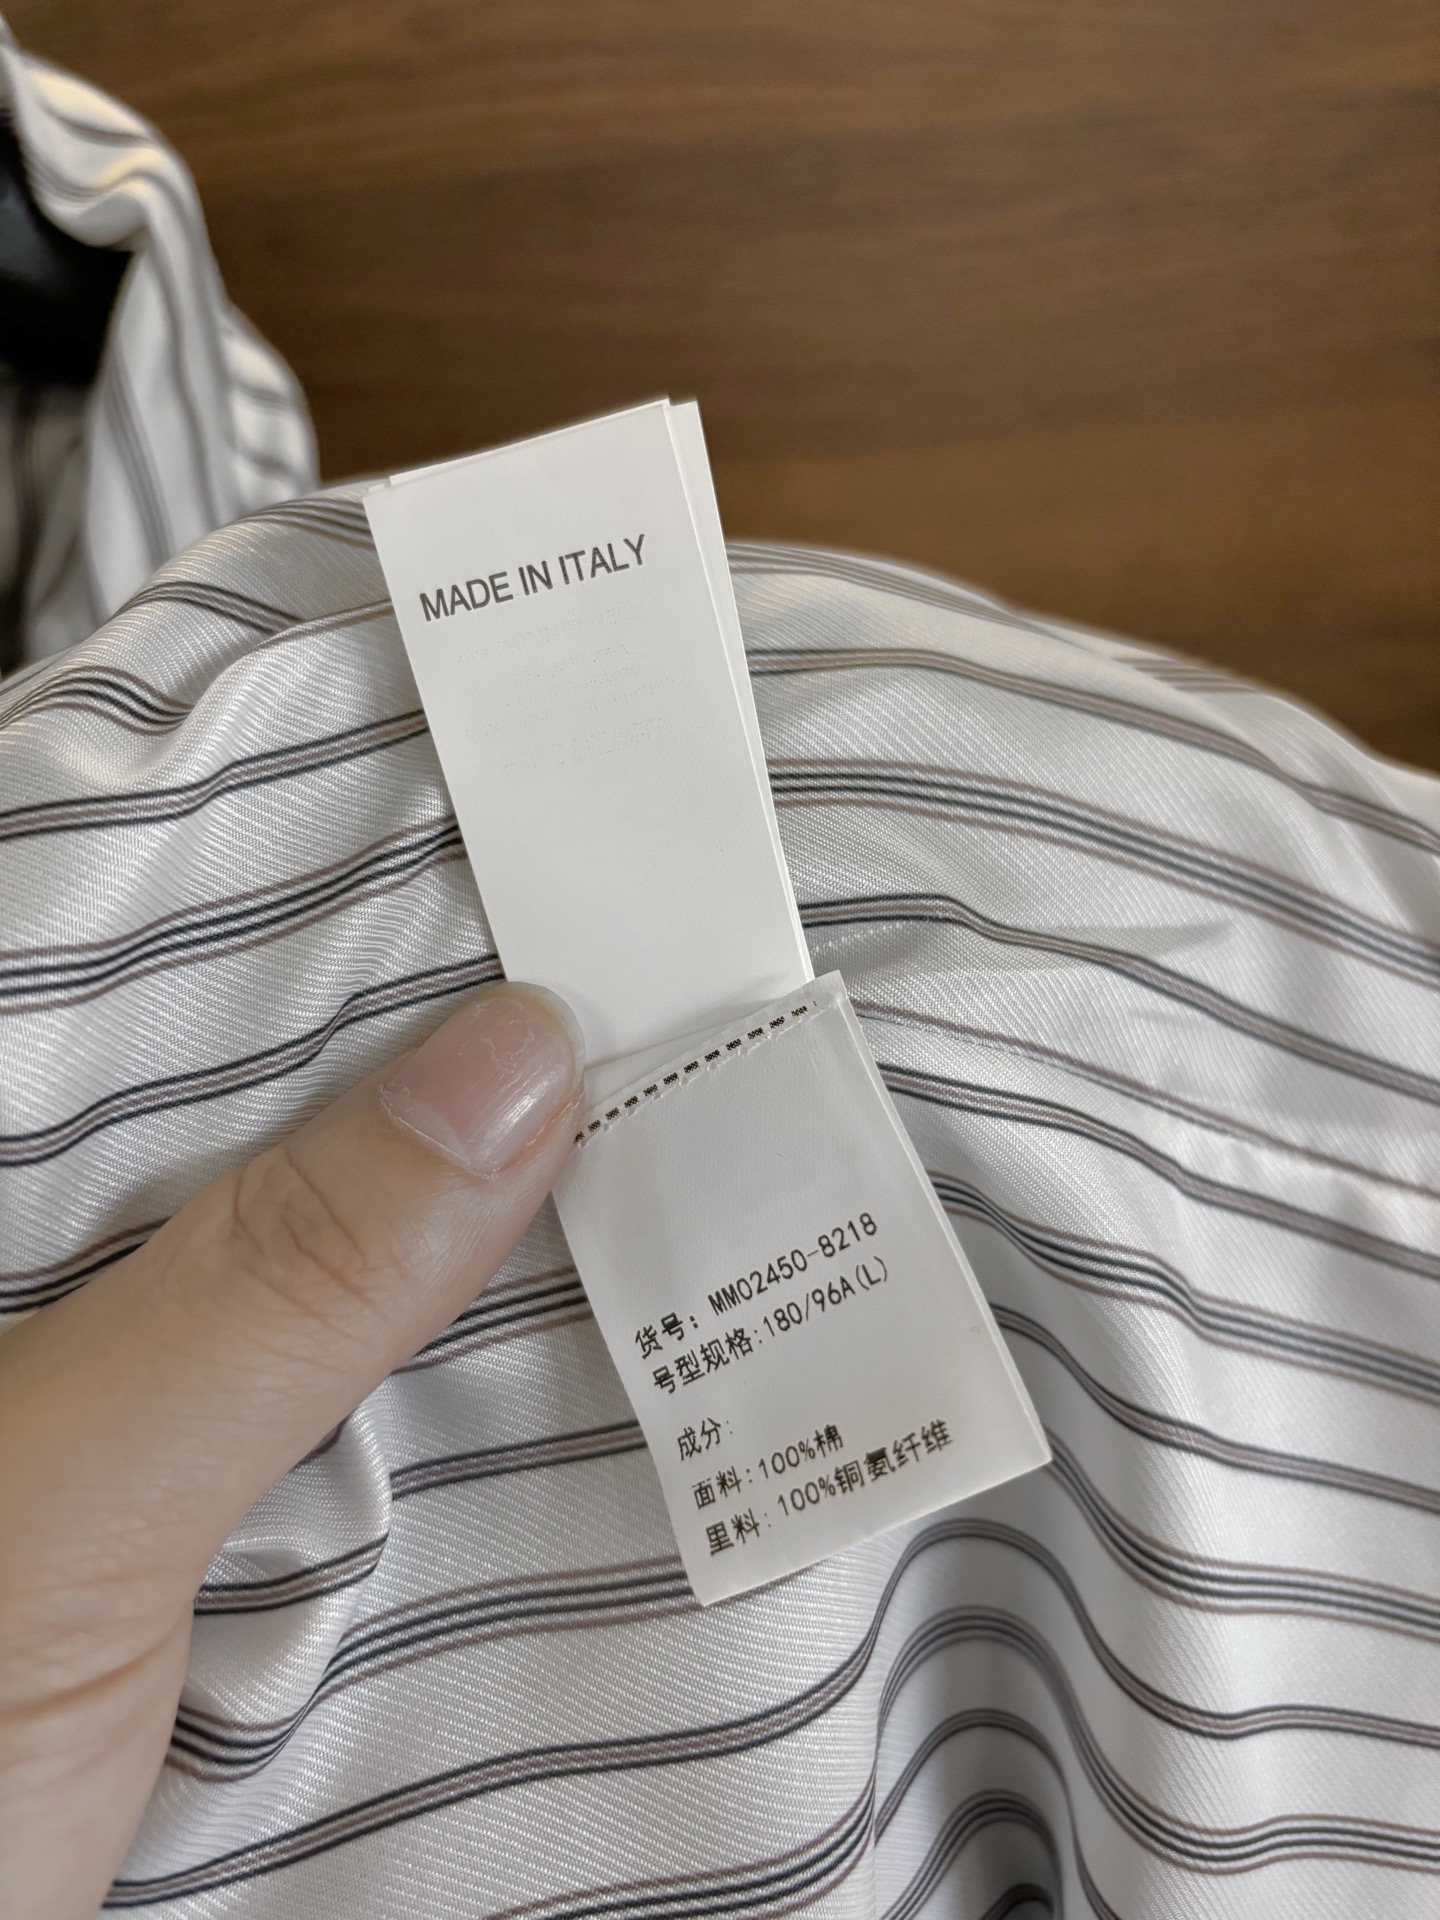 MADE IN ITALY
货号: MM02450-8218
号型规格:180/96A(L)
成分:
面料:100%棉
里料:100%铜氨纤维